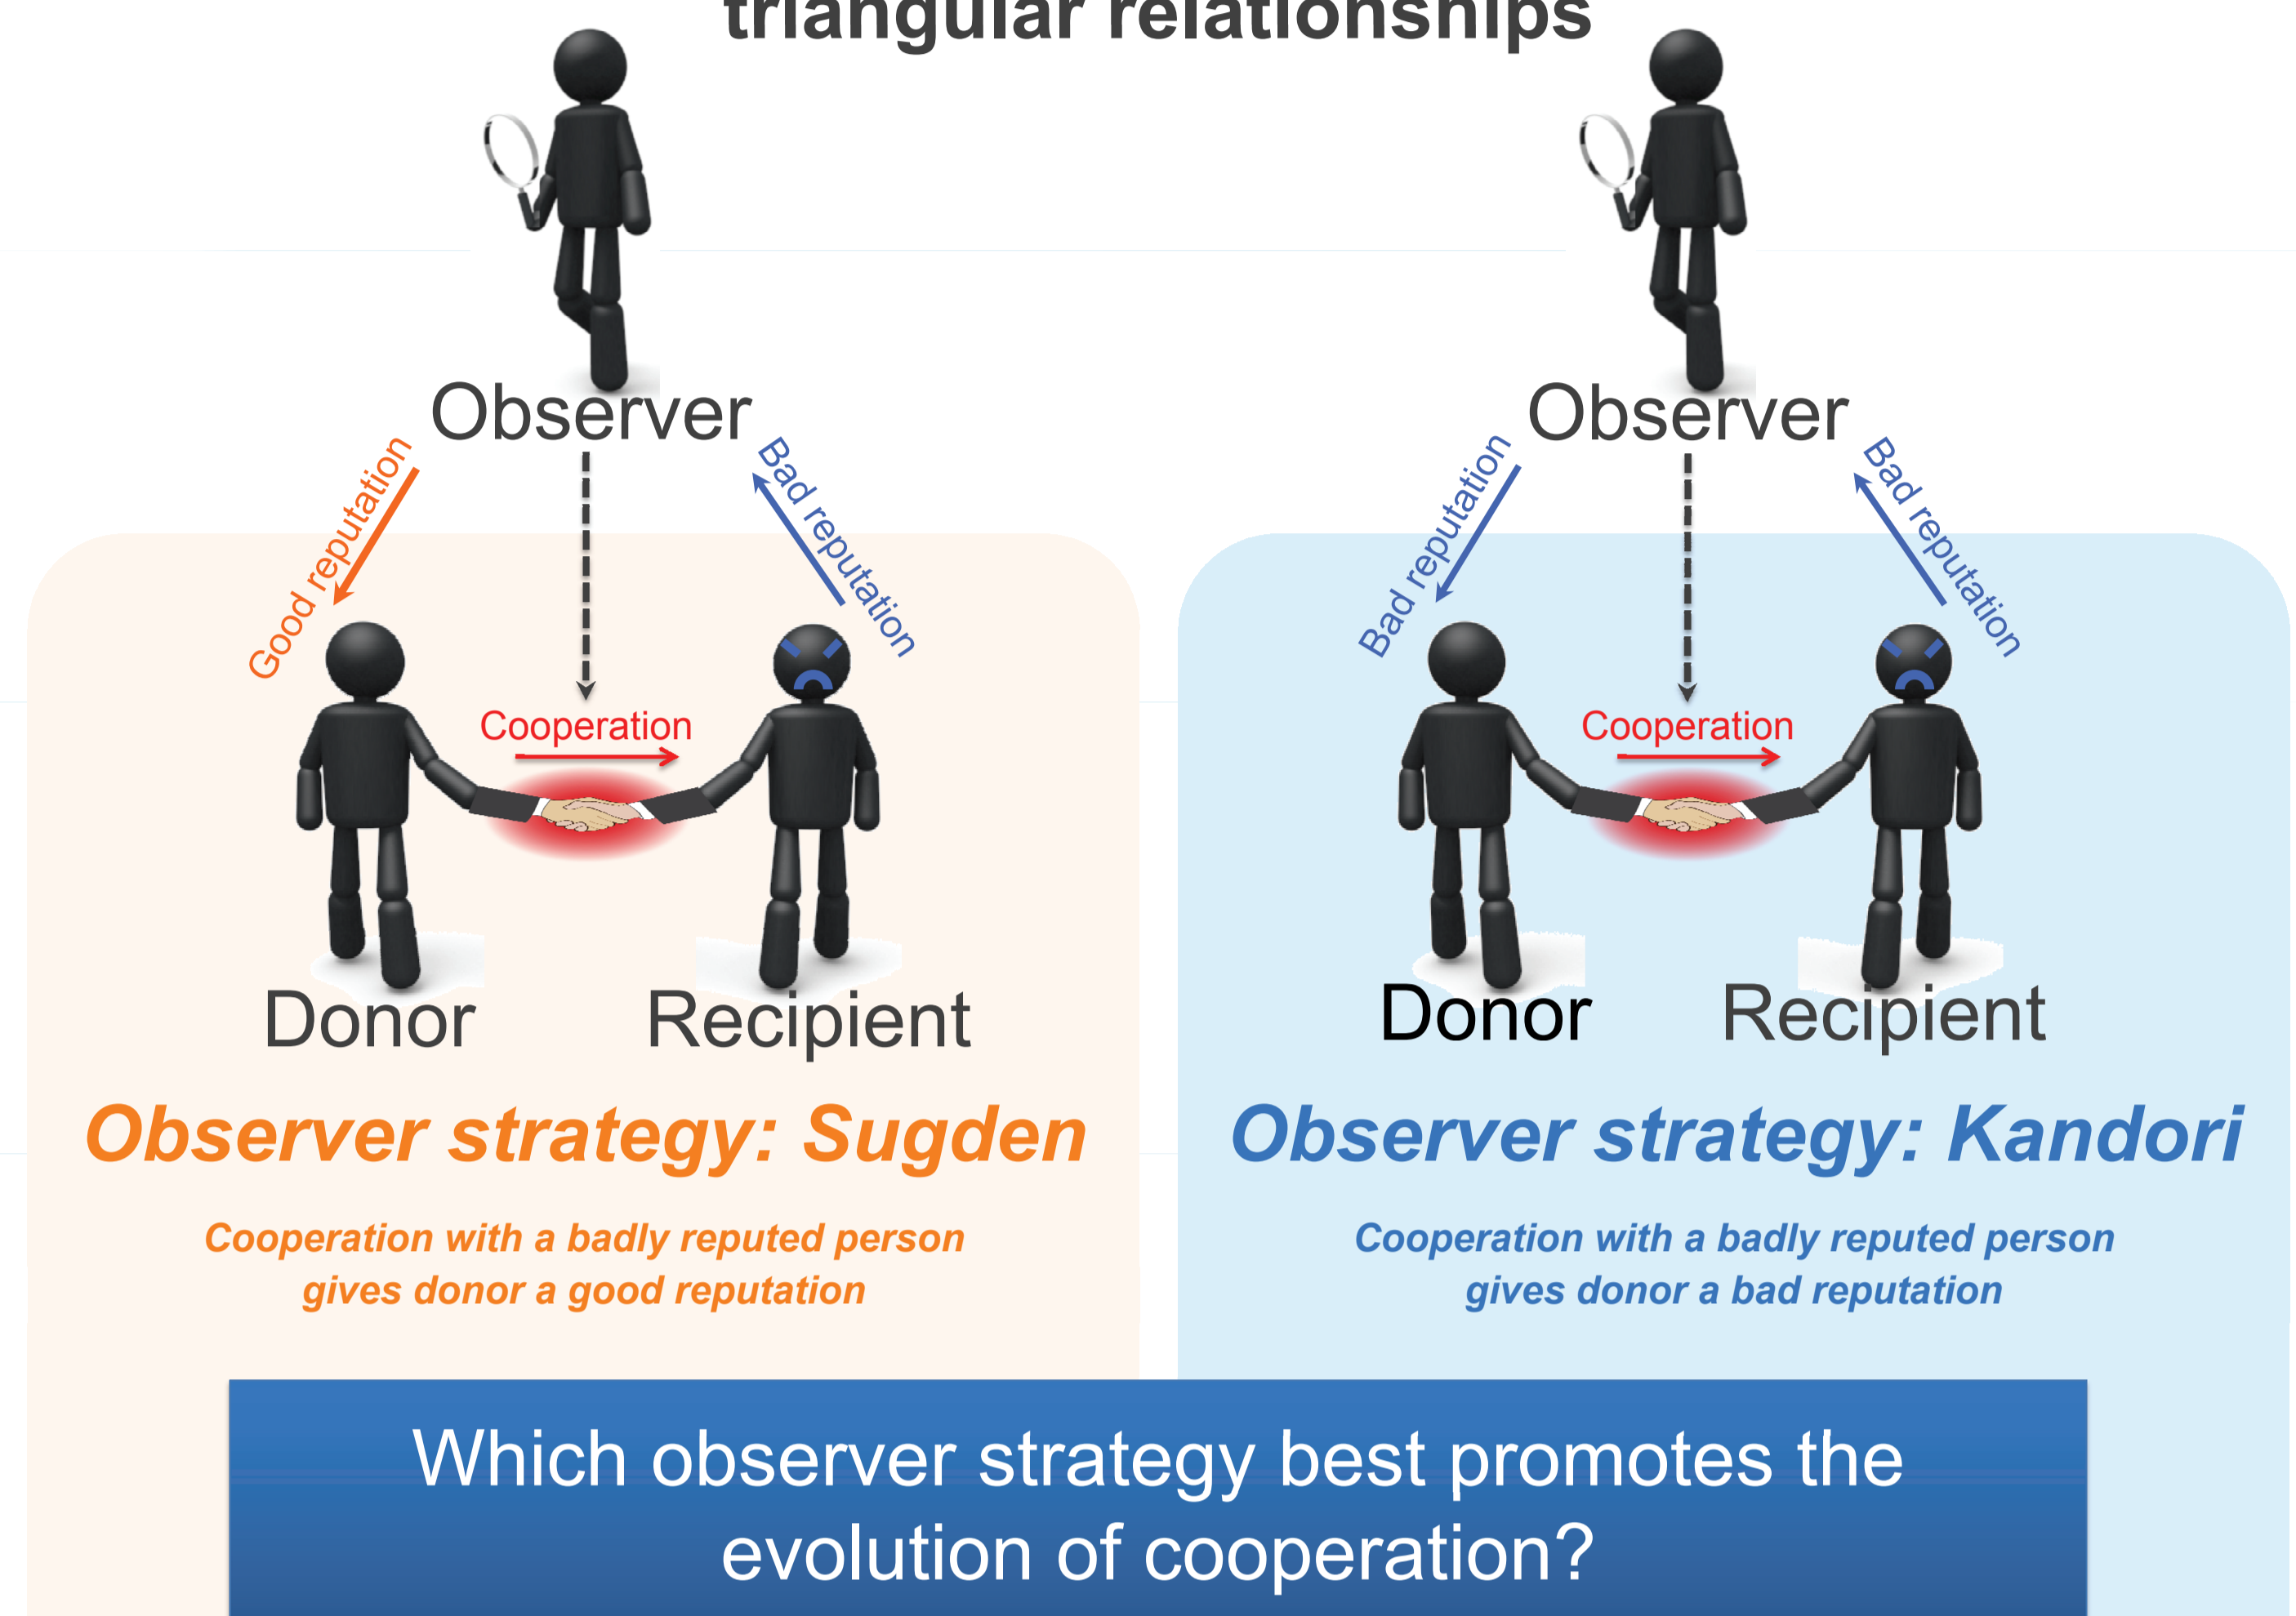 triangular relationships
Observer
Good reputation
Bad reputation
Cooperation
Donor
Recipient
Observer strategy: Sugden
Cooperation with a badly reputed person
gives donor a good reputation
Observer
Bad reputation
Bad reputation
Cooperation
Donor
Recipient
Observer strategy: Kandori
Cooperation with a badly reputed person
gives donor a bad reputation
Which observer strategy best promotes the
evolution of cooperation?